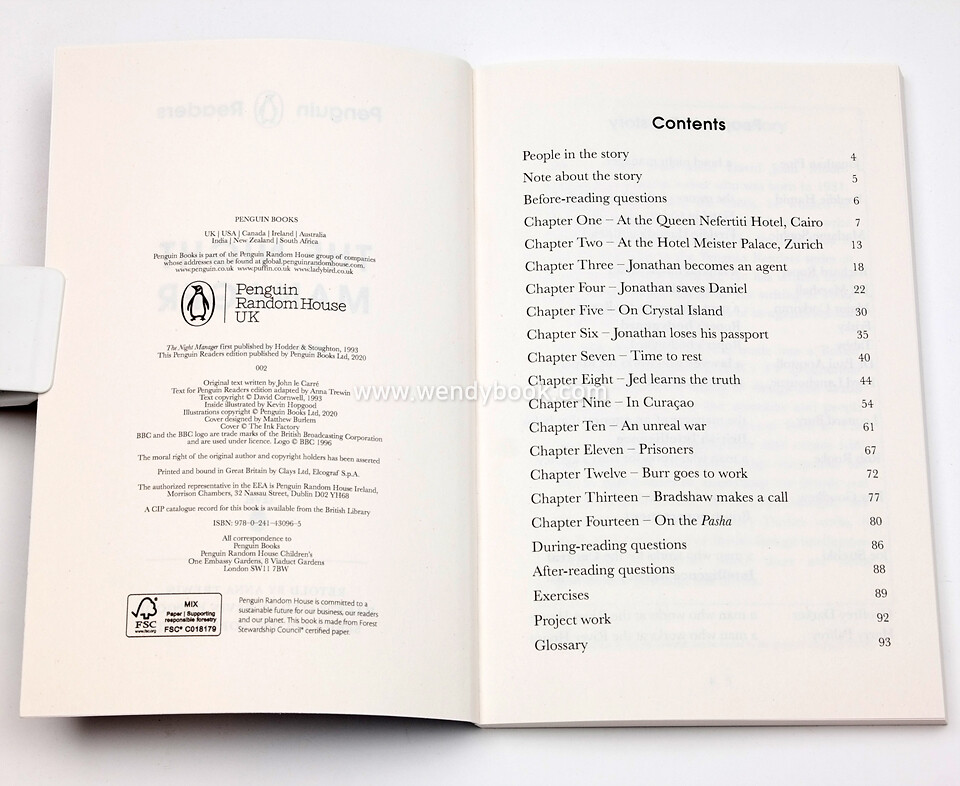 PENGUIN BOOKS
UK | USA | Canada | Ireland | Australia
India | New Zealand | South Africa
Penguin Books is part of the Penguin Random House group of companies
whose addresses can be found at global.penguinrandomhouse.com.
www.penguin.co.uk www.puffin.co.uk www.ladybird.co.uk
Penguin
Random House
UK
The Night Manager first published by Hodder & Stoughton, 1993
This Penguin Readers edition published by Penguin Books Ltd, 2020
002
Original text written by John le Carré
Text for Penguin Readers edition adapted by Anna Trewin
Text copyright © David Cornwell, 1993
Inside illustrated by Kevin Hopgood
Illustrations copyright © Penguin Books Ltd, 2020
Cover designed by Matthew Burlem
Cover © The Ink Factory
BBC and the BBC logo are trade marks of the British Broadcasting Corporation
and are used under licence. Logo © BBC 1996
The moral right of the original author and copyright holders has been asserted
Printed and bound in Great Britain by Clays Ltd, Elcograf S.p.A.
The authorized representative in the EEA is Penguin Random House Ireland,
Morrison Chambers, 32 Nassau Street, Dublin D02 YH68
A CIP catalogue record for this book is available from the British Library
ISBN: 978-0-241-43096-5
All correspondence to
Penguin Books
Penguin Random House Children's
One Embassy Gardens, 8 Viaduct Gardens
London SW11 7BW
FSC
www.fsc.org
MIX
Paper | Supporting
responsible forestry
FSC® C018179
Penguin Random House is committed to a
sustainable future for our business, our readers
and our planet. This book is made from Forest
Stewardship Council® certified paper.
Contents
People in the story 4
Note about the story 5
Before-reading questions 6
Chapter One – At the Queen Nefertiti Hotel, Cairo 7
Chapter Two – At the Hotel Meister Palace, Zurich 13
Chapter Three – Jonathan becomes an agent 18
Chapter Four – Jonathan saves Daniel 22
Chapter Five – On Crystal Island 30
Chapter Six – Jonathan loses his passport 35
Chapter Seven – Time to rest 40
Chapter Eight – Jed learns the truth 44
Chapter Nine – In Curaçao 54
Chapter Ten – An unreal war 61
Chapter Eleven – Prisoners 67
Chapter Twelve – Burr goes to work 72
Chapter Thirteen – Bradshaw makes a call 77
Chapter Fourteen – On the Pasha 80
During-reading questions 86
After-reading questions 88
Exercises 89
Project work 92
Glossary 93
www.wendybook.com